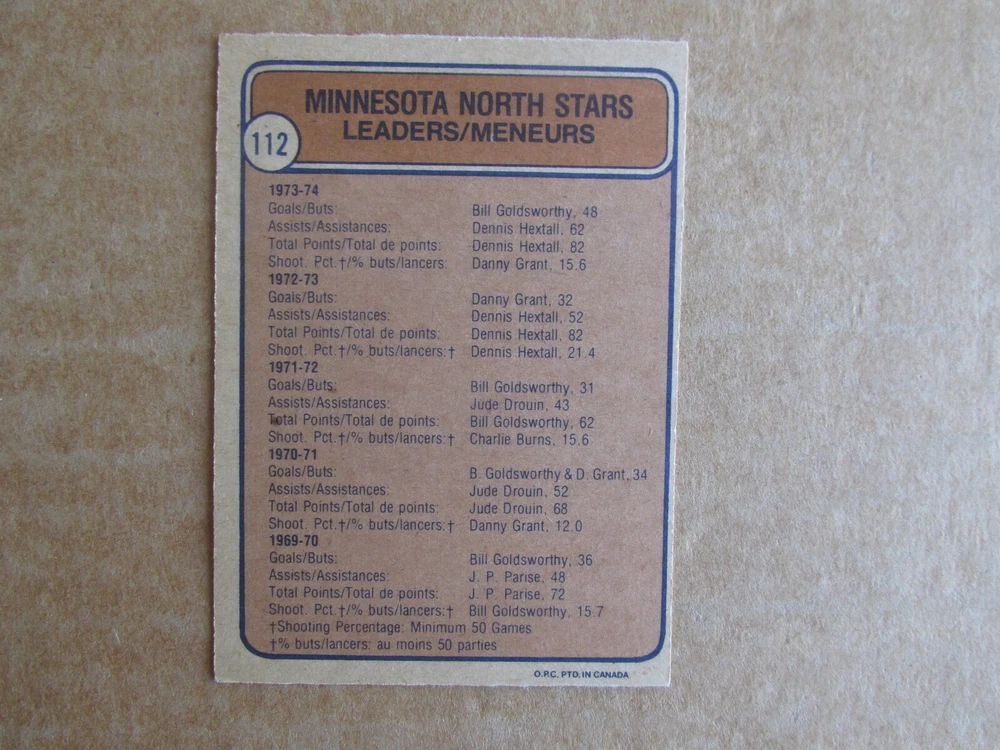 MINNESOTA NORTH STARS
LEADERS/MENEURS
112
1973-74
Goals/Buts: Bill Goldsworthy, 48
Assists/Assistances: Dennis Hextall, 62
Total Points/Total de points: Dennis Hextall, 82
Shoot. Pct.†/% buts/lancers: Danny Grant, 15.6
1972-73
Goals/Buts: Danny Grant, 32
Assists/Assistances: Dennis Hextall, 52
Total Points/Total de points: Dennis Hextall, 82
Shoot. Pct.†/% buts/lancers:† Dennis Hextall, 21.4
1971-72
Goals/Buts: Bill Goldsworthy, 31
Assists/Assistances: Jude Drouin, 43
Total Points/Total de points: Bill Goldsworthy, 62
Shoot. Pct.†/% buts/lancers:† Charlie Burns, 15.6
1970-71
Goals/Buts: B. Goldsworthy & D. Grant, 34
Assists/Assistances: Jude Drouin, 52
Total Points/Total de points: Jude Drouin, 68
Shoot. Pct.†/% buts/lancers:† Danny Grant, 12.0
1969-70
Goals/Buts: Bill Goldsworthy, 36
Assists/Assistances: J. P. Parise, 48
Total Points/Total de points: J. P. Parise, 72
Shoot. Pct.†/% buts/lancers:† Bill Goldsworthy, 15.7
†Shooting Percentage: Minimum 50 Games
†% buts/lancers: au moins 50 parties
O.P.C. PTD. IN CANADA